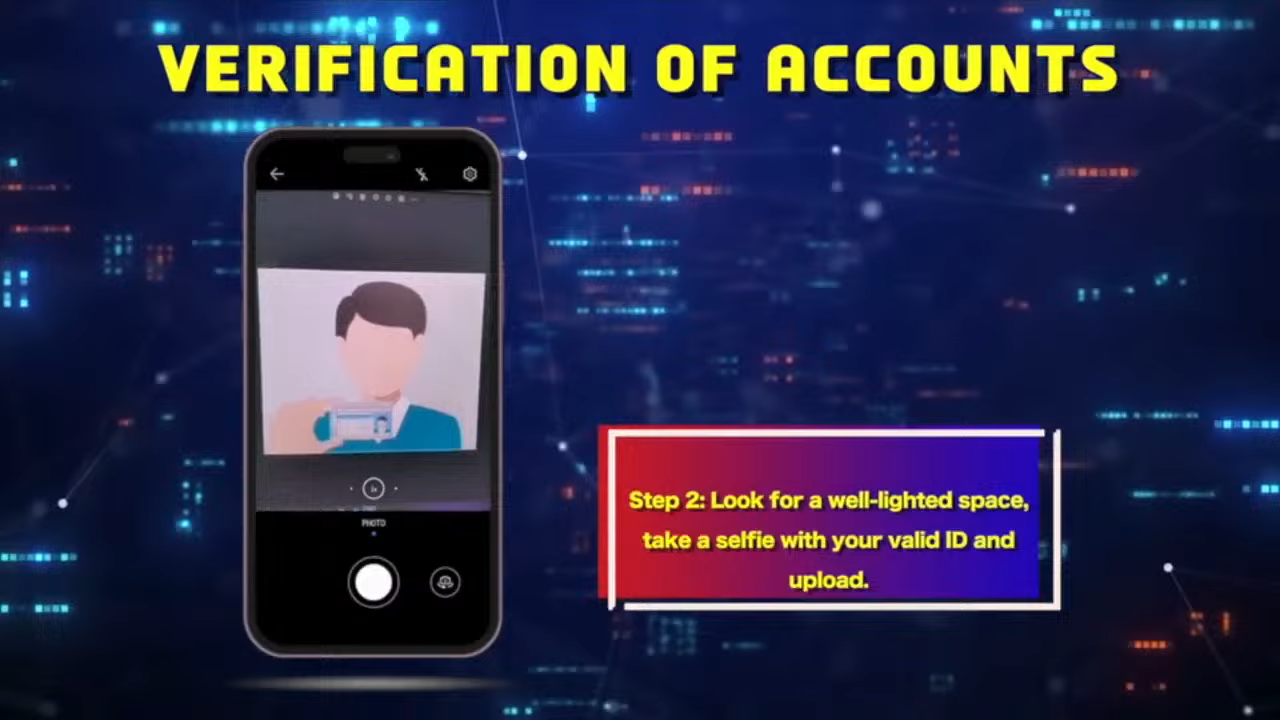 VERIFICATION OF ACCOUNTS
PHOTO
Step 2: Look for a well-lighted space,
take a selfie with your valid ID and
upload.